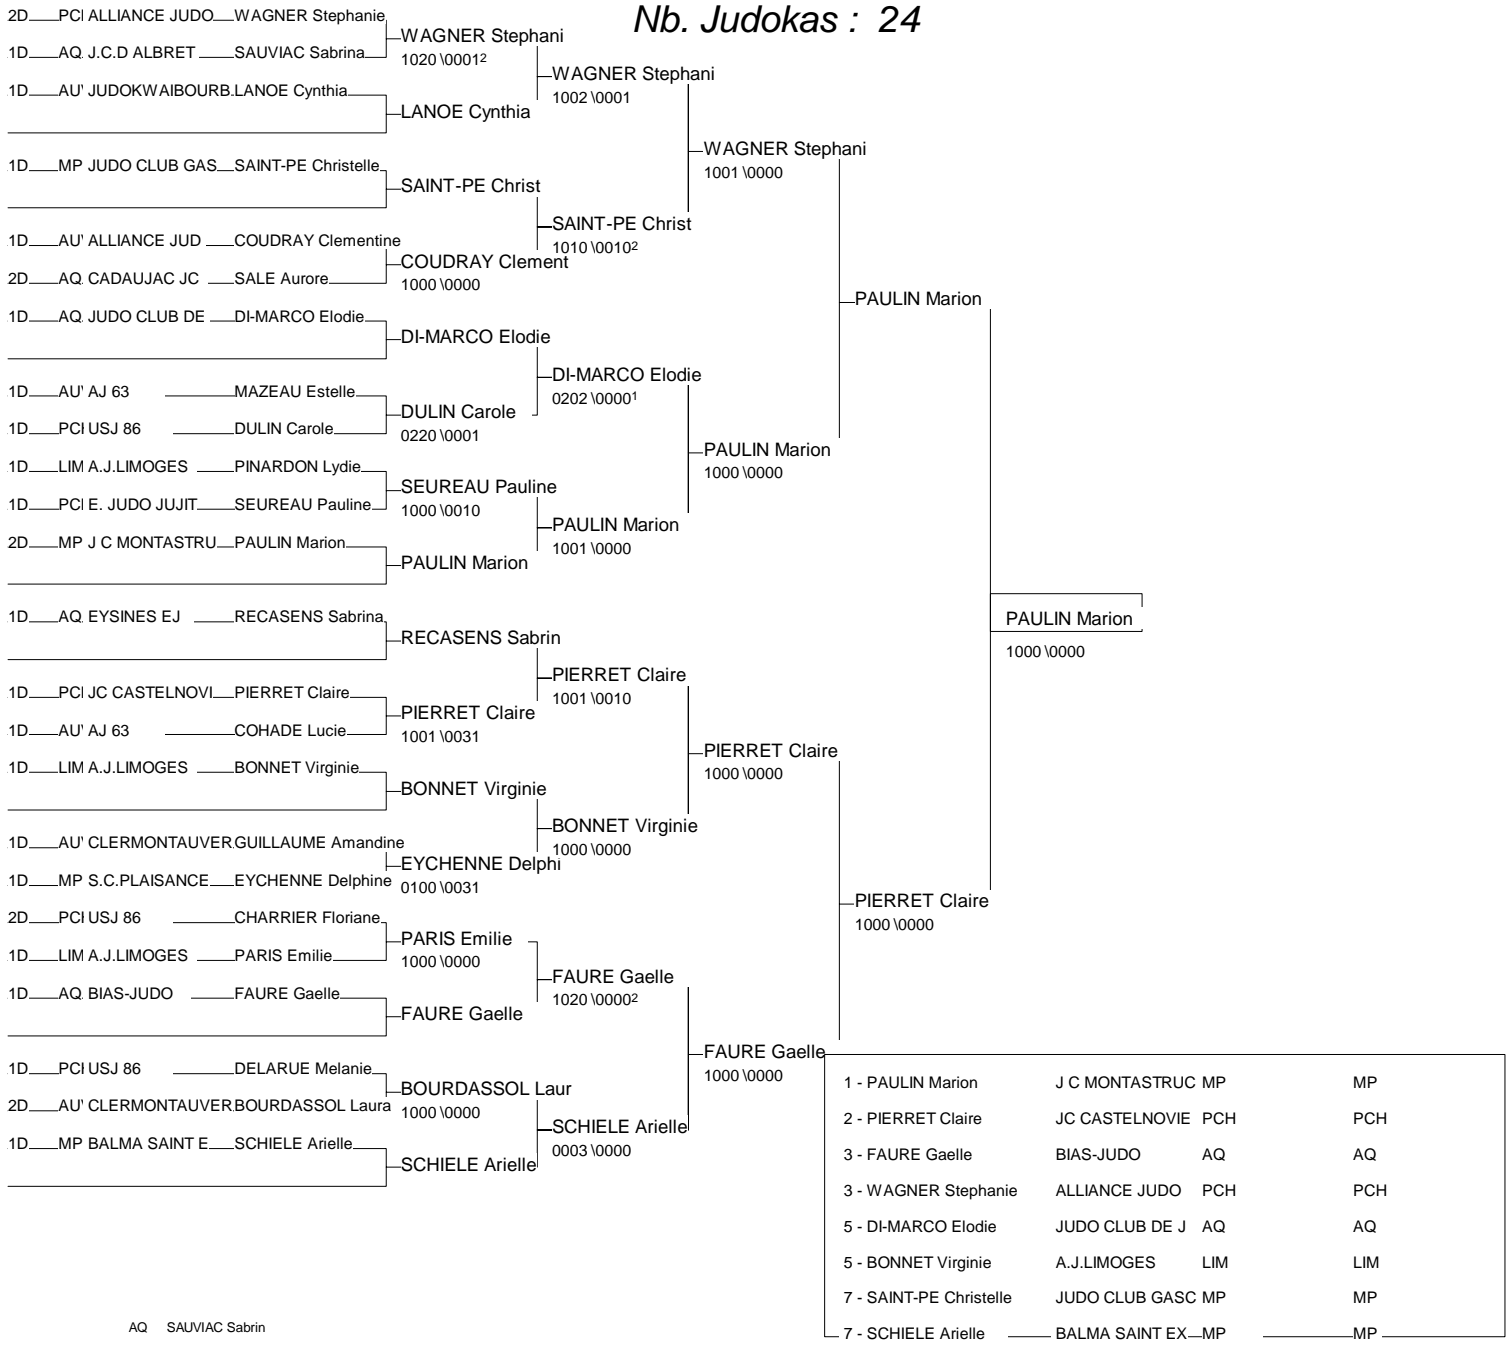 Nb. Judokas : 24
2D PCI ALLIANCE JUDO WAGNER Stephanie
1D AQ J.C.D ALBRET SAUVIAC Sabrina
1D AU' JUDOKWAIBOURB. LANOE Cynthia
1D MP JUDO CLUB GAS SAINT-PE Christelle
1D AU' ALLIANCE JUD COUDRAY Clementine
2D AQ CADAUJAC JC SALE Aurore
1D AQ JUDO CLUB DE DI-MARCO Elodie
1D AU' AJ 63 MAZEAU Estelle
1D PCI USJ 86 DULIN Carole
1D LIM A.J.LIMOGES PINARDON Lydie
1D PCI E. JUDO JUJIT SEUREAU Pauline
2D MP J C MONTASTRU PAULIN Marion
1D AQ EYSINES EJ RECASENS Sabrina
1D PCI JC CASTELNOVI PIERRET Claire
1D AU' AJ 63 COHADE Lucie
1D LIM A.J.LIMOGES BONNET Virginie
1D AU' CLERMONTAUVER GUILLAUME Amandine
1D MP S.C.PLAISANCE EYCHENNE Delphine
2D PCI USJ 86 CHARRIER Floriane
1D LIM A.J.LIMOGES PARIS Emilie
1D AQ BIAS-JUDO FAURE Gaelle
1D PCI USJ 86 DELARUE Melanie
2D AU' CLERMONTAUVER BOURDASSOL Laura
1D MP BALMA SAINT E SCHIELE Arielle
WAGNER Stephani
1020 \0001²
LANOE Cynthia
SAINT-PE Christ
COUDRAY Clement
1000 \0000
DI-MARCO Elodie
DULIN Carole
0220 \0001
SEUREAU Pauline
1000 \0010
PAULIN Marion
RECASENS Sabrin
PIERRET Claire
1001 \0031
BONNET Virginie
EYCHENNE Delphi
0100 \0031
PARIS Emilie
1000 \0000
FAURE Gaelle
BOURDASSOL Laur
1000 \0000
SCHIELE Arielle
WAGNER Stephani
1002 \0001
SAINT-PE Christ
1010 \0010²
DI-MARCO Elodie
0202 \0000¹
PAULIN Marion
1001 \0000
PIERRET Claire
1001 \0010
BONNET Virginie
1000 \0000
FAURE Gaelle
1020 \0000²
SCHIELE Arielle
0003 \0000
WAGNER Stephani
1001 \0000
PAULIN Marion
1000 \0000
PIERRET Claire
1000 \0000
FAURE Gaelle
1000 \0000
PAULIN Marion
PIERRET Claire
1000 \0000
PAULIN Marion
1000 \0000
1 - PAULIN Marion J C MONTASTRUC MP MP
2 - PIERRET Claire JC CASTELNOVIE PCH PCH
3 - FAURE Gaelle BIAS-JUDO AQ AQ
3 - WAGNER Stephanie ALLIANCE JUDO PCH PCH
5 - DI-MARCO Elodie JUDO CLUB DE J AQ AQ
5 - BONNET Virginie A.J.LIMOGES LIM LIM
7 - SAINT-PE Christelle JUDO CLUB GASC MP MP
7 - SCHIELE Arielle BALMA SAINT EX MP MP
AQ SAUVIAC Sabrin